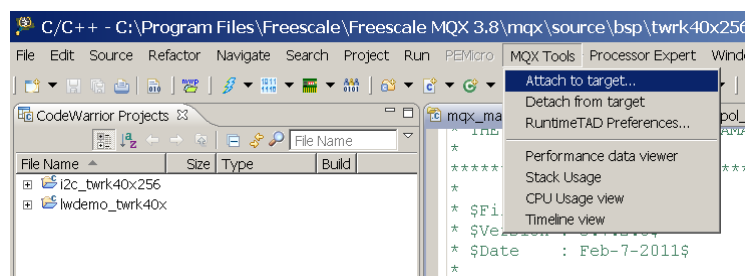 C/C++ - C:\Program Files\Freescale\Freescale MQX 3.8\mqx\source\bsp\twrk40x256
File Edit Source Refactor Navigate Search Project Run PEMicro MQX Tools Processor Expert Wind
CodeWarrior Projects
mqx_ma
pol_
File Name
File Name Size Type Build
i2c_twrk40x256
lwdemo_twrk40x
Attach to target...
Detach from target
RuntimeTAD Preferences...
Performance data viewer
Stack Usage
CPU Usage view
Timeline view
* THE
*
*
* $Fi
* $Ve
* $Date : Feb-7-2011$
*